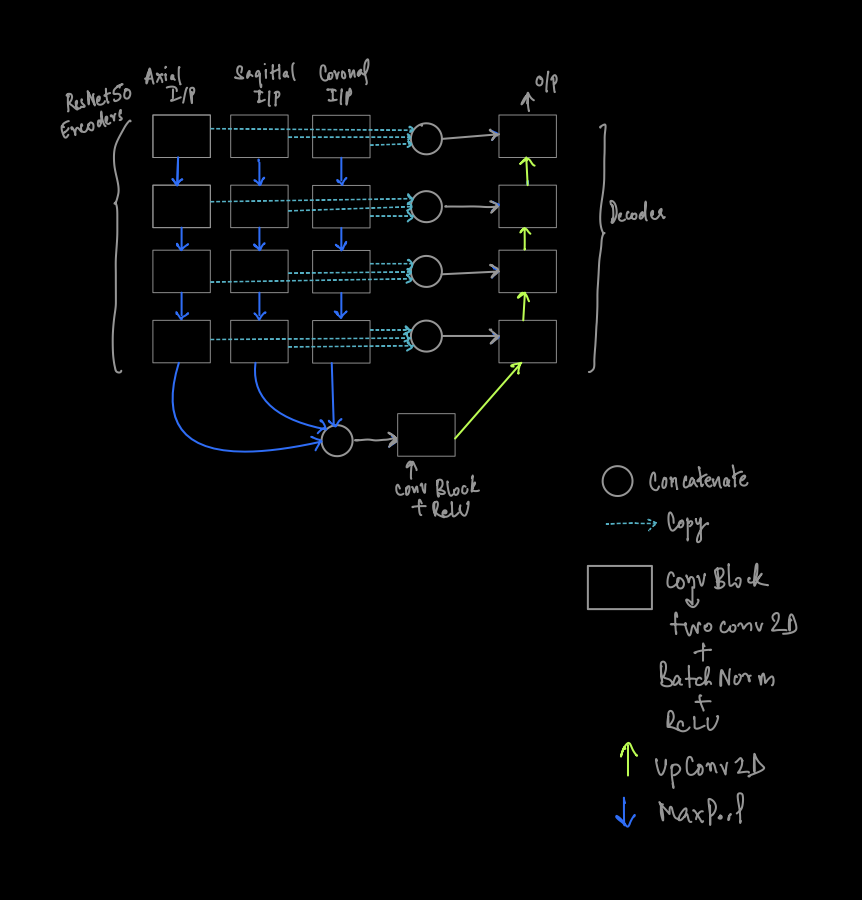 ResNet50
Encoders
Axial
I/P
Sagittal
I/P
Coronal
I/P
O/P
Decoder
Conv Block
+ ReLU
Concatenate
Copy
Conv Block
two conv 2D
+
Batch Norm
+
ReLU
UpConv2D
MaxPool